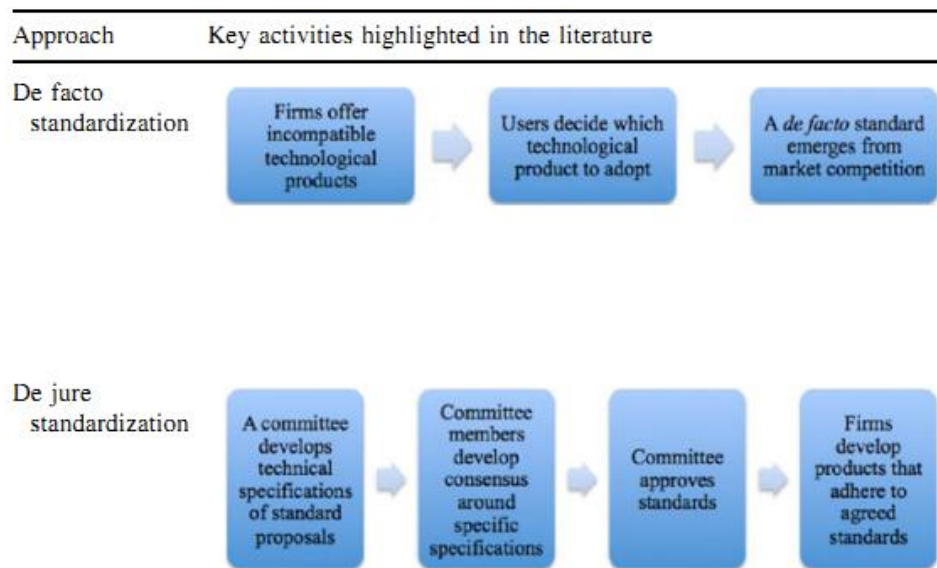 Approach
Key activities highlighted in the literature
De facto
standardization
Firms offer
incompatible
technological
products
Users decide which
technological
product to adopt
A de facto standard
emerges from
market competition
De jure
standardization
A committee
develops
technical
specifications
of standard
proposals
Committee
members
develop
consensus
around
specific
specifications
Committee
approves
standards
Firms
develop
products that
adhere to
agreed
standards